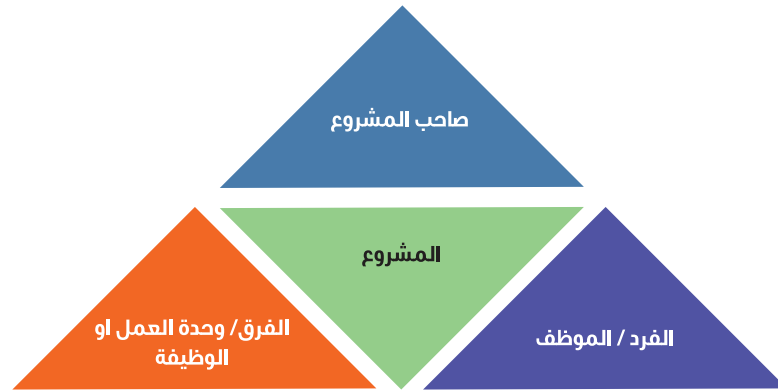 صاحب المشروع
المشروع
الفرد / الموظف
الفرق/ وحدة العمل او
الوظيفة